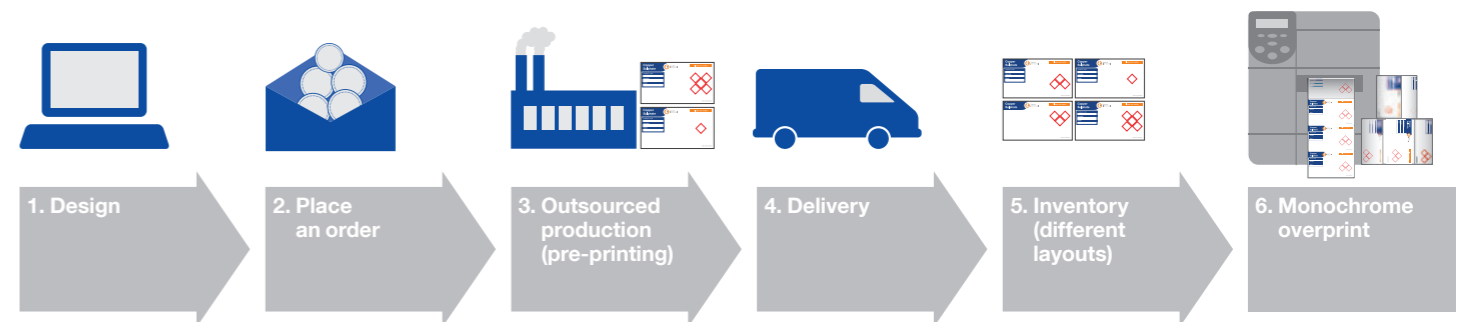 1. Design
2. Place
an order
3. Outsourced
production
(pre-printing)
4. Delivery
5. Inventory
(different
layouts)
6. Monochrome
overprint